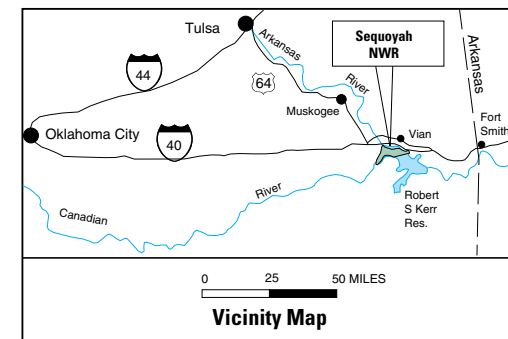 Tulsa
Arkansas
River
Sequoyah
NWR
Arkansas
44
64
Muskogee
Vian
Fort
Smith
Oklahoma City
40
Canadian
River
Robert
S Kerr
Res.
0 25 50 MILES
Vicinity Map